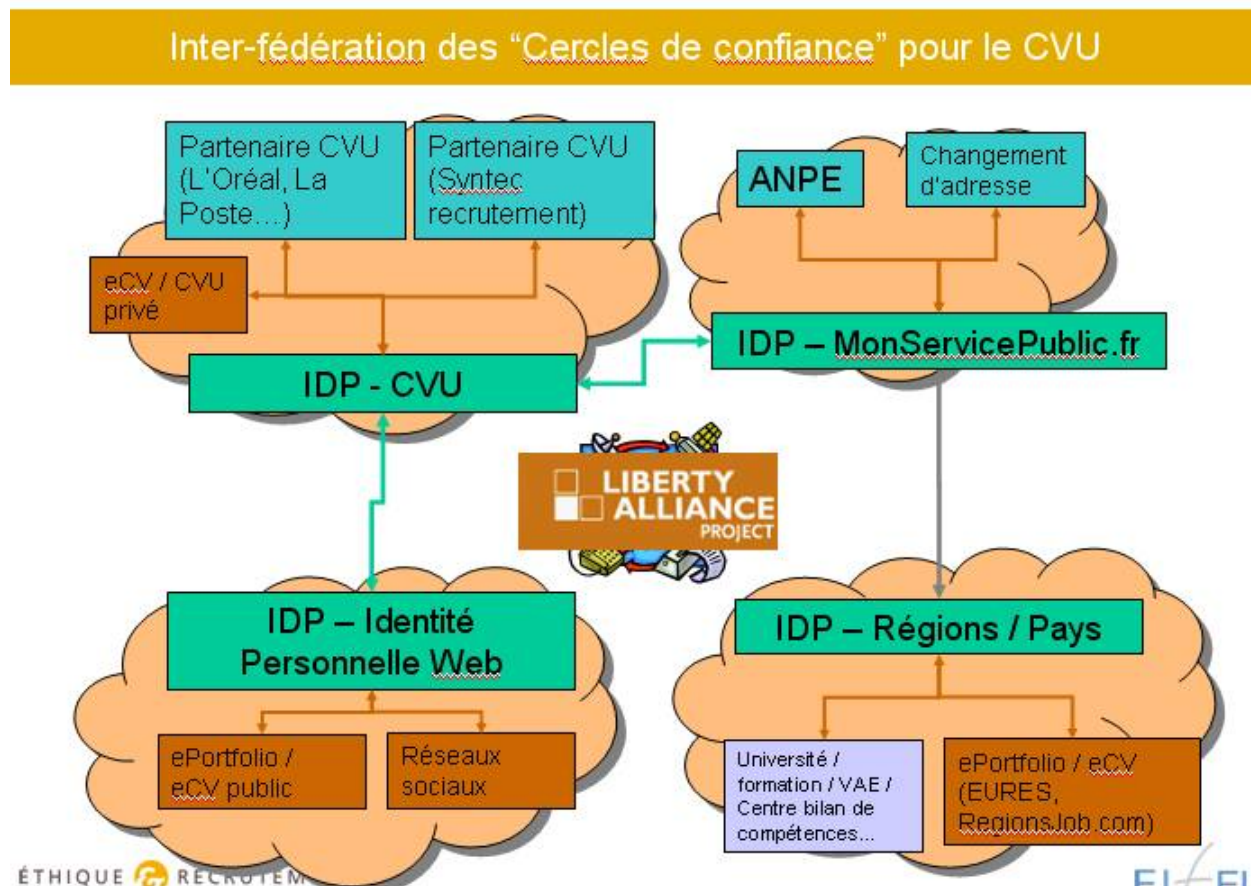 Inter-fédération des “Cercles de confiance” pour le CVU
Partenaire CVU
(L'Oréal, La
Poste…)
Partenaire CVU
(Syntec
recrutement)
eCV / CVU
privé
IDP - CVU
ANPE
Changement
d'adresse
IDP – MonServicePublic.fr
LIBERTY
ALLIANCE
PROJECT
IDP – Identité
Personnelle Web
ePortfolio /
eCV public
Réseaux
sociaux
IDP – Régions / Pays
Université /
formation / VAE /
Centre bilan de
compétences…
ePortfolio / eCV
(EURES,
RegionsJob.com)
ÉTHIQUE